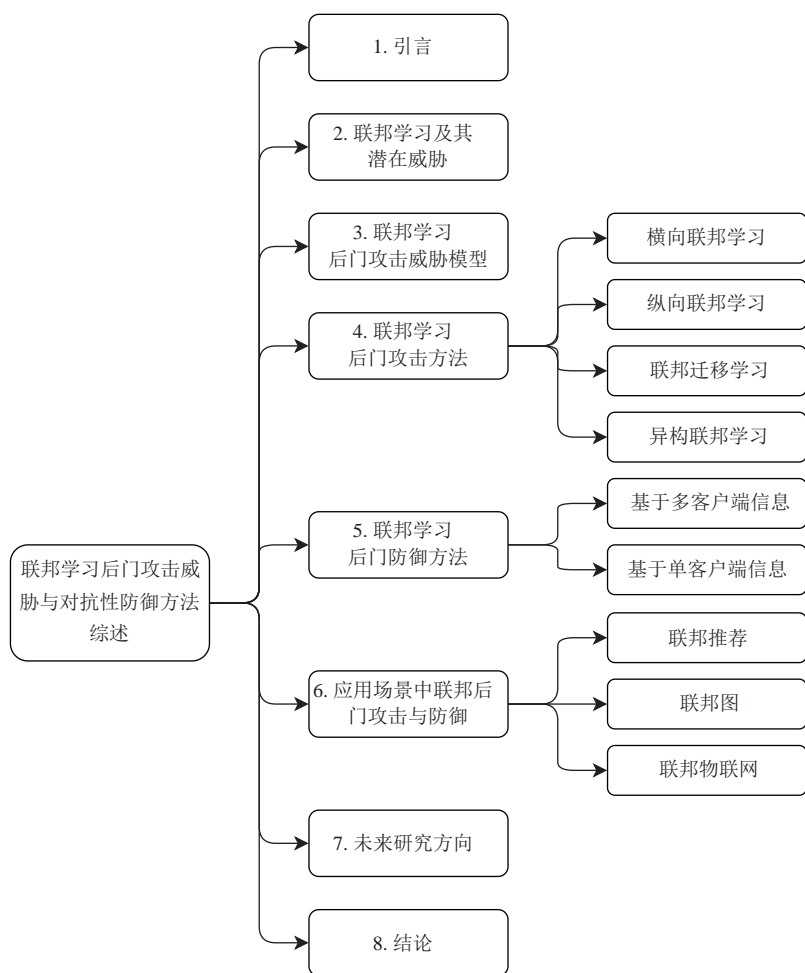 1. 引言
2. 联邦学习及其
潜在威胁
3. 联邦学习
后门攻击威胁模型
4. 联邦学习
后门攻击方法
横向联邦学习
纵向联邦学习
联邦迁移学习
异构联邦学习
5. 联邦学习
后门防御方法
基于多客户端信息
基于单客户端信息
联邦学习后门攻击威
胁与对抗性防御方法
综述
6. 应用场景中联邦后
门攻击与防御
联邦推荐
联邦图
联邦物联网
7. 未来研究方向
8. 结论